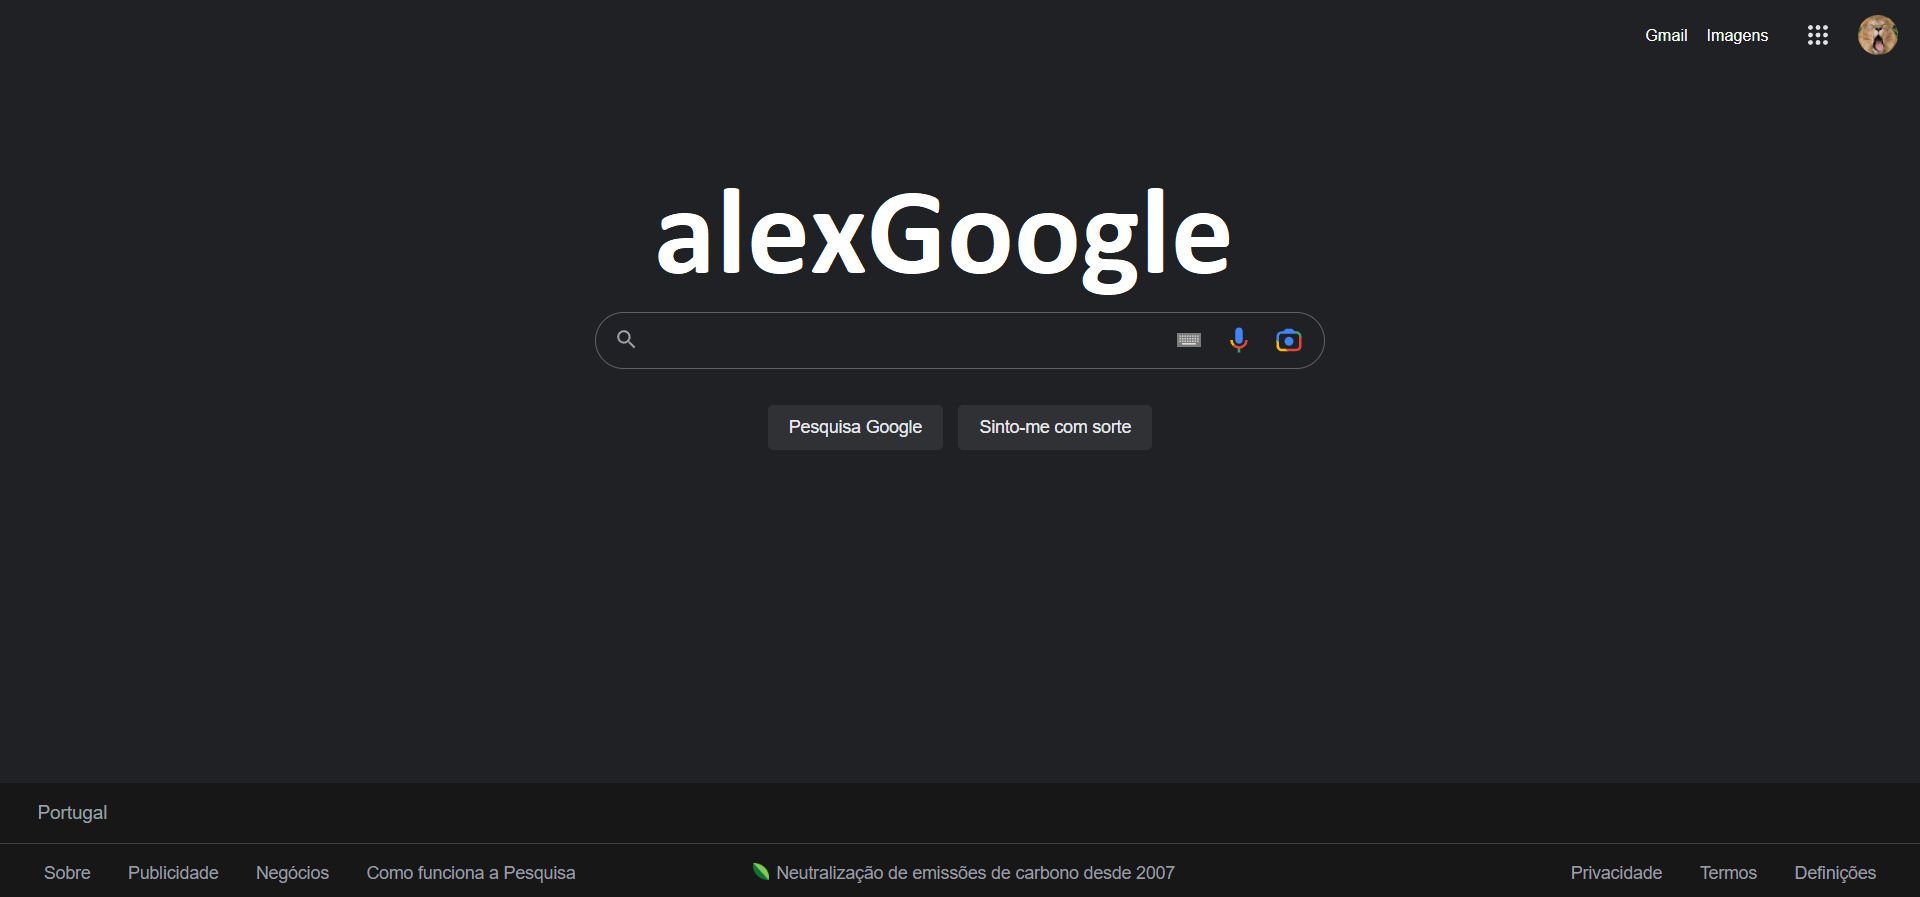 Gmail Imagens
alexGoogle
Pesquisa Google Sinto-me com sorte
Portugal
Sobre Publicidade Negócios Como funciona a Pesquisa Neutralização de emissões de carbono desde 2007 Privacidade Termos Definições